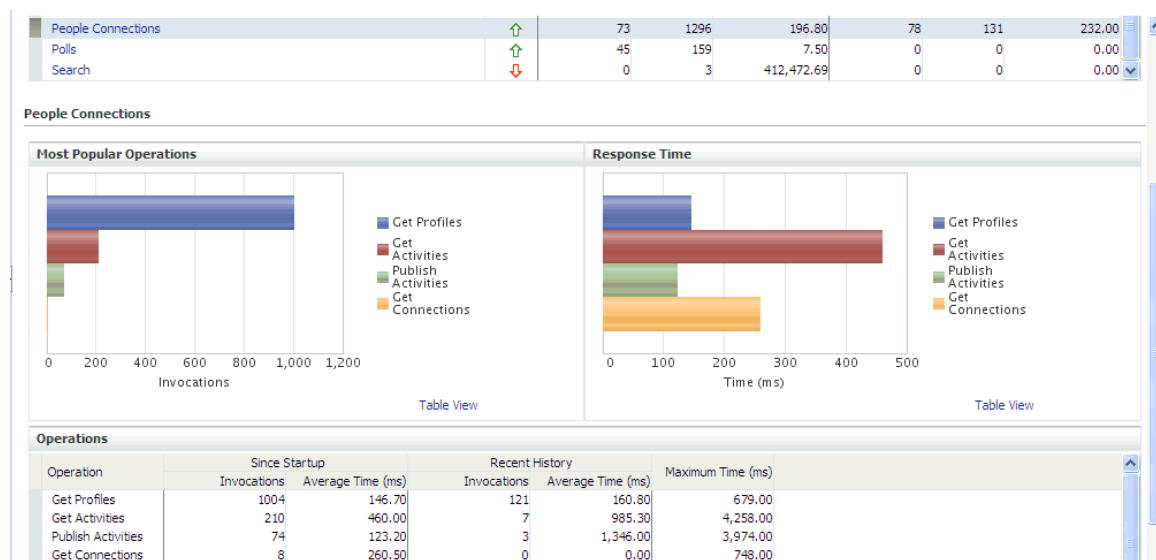 People Connections 73 1296 196.80 78 131 232.00
Polls 45 159 7.50 0 0 0.00
Search 0 3 412,472.69 0 0 0.00
People Connections
Most Popular Operations
Get Profiles
Get
Activities
Publish
Activities
Get
Connections
0 200 400 600 800 1,000 1,200
Invocations
Table View
Response Time
Get Profiles
Get
Activities
Publish
Activities
Get
Connections
0 100 200 300 400 500
Time (ms)
Table View
Operations
Operation Since Startup Recent History Maximum Time (ms)
Invocations Average Time (ms) Invocations Average Time (ms)
Get Profiles 1004 146.70 121 160.80 679.00
Get Activities 210 460.00 7 985.30 4,258.00
Publish Activities 74 123.20 3 1,346.00 3,974.00
Get Connections 8 260.50 0 0.00 748.00